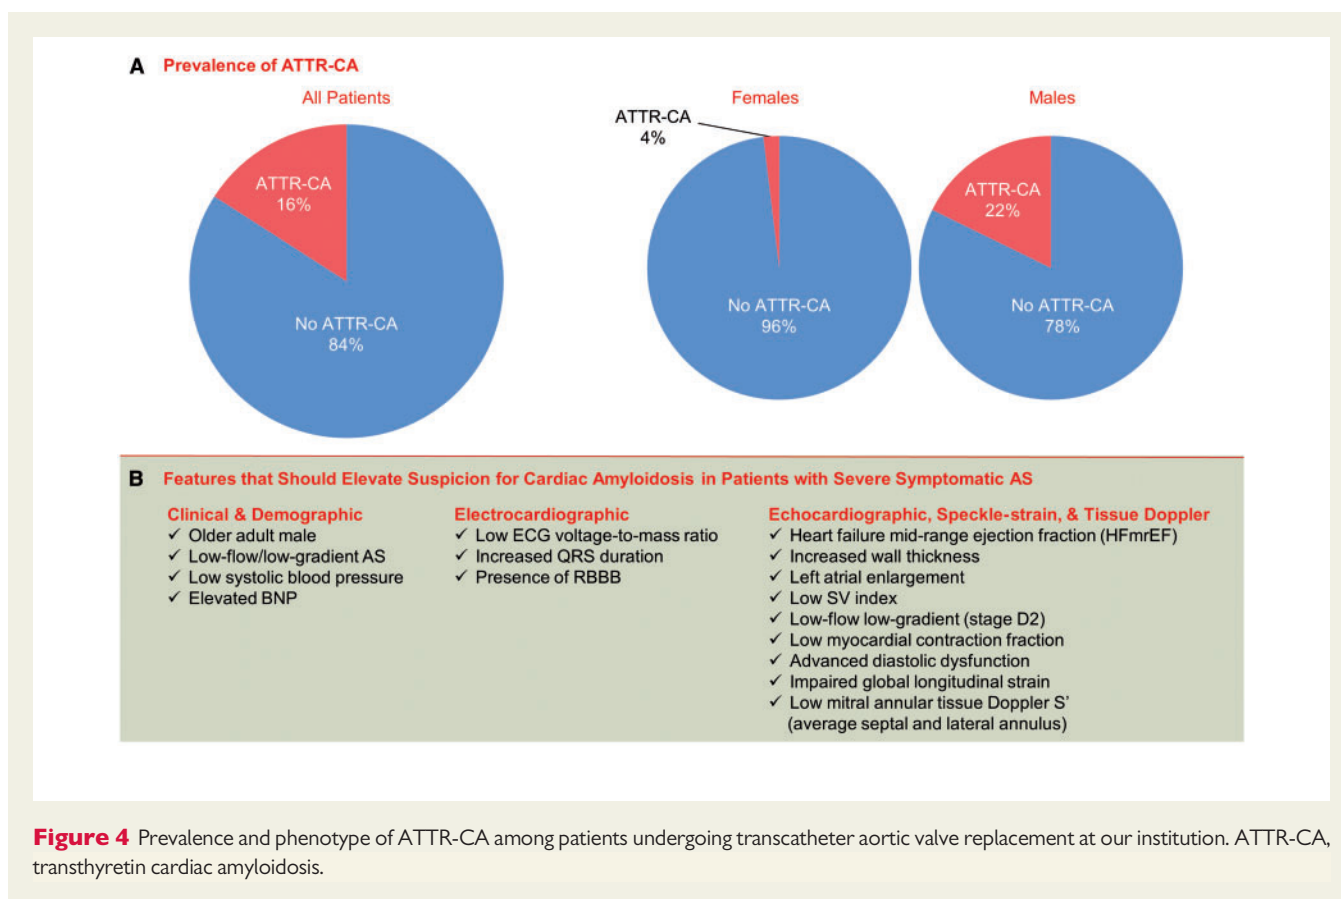 A Prevalence of ATTR-CA
All Patients
ATTR-CA
16%
No ATTR-CA
84%
Females
ATTR-CA
4%
No ATTR-CA
96%
Males
ATTR-CA
22%
No ATTR-CA
78%
B Features that Should Elevate Suspicion for Cardiac Amyloidosis in Patients with Severe Symptomatic AS
Clinical & Demographic
✓ Older adult male
✓ Low-flow/low-gradient AS
✓ Low systolic blood pressure
✓ Elevated BNP
Electrocardiographic
✓ Low ECG voltage-to-mass ratio
✓ Increased QRS duration
✓ Presence of RBBB
Echocardiographic, Speckle-strain, & Tissue Doppler
✓ Heart failure mid-range ejection fraction (HFmrEF)
✓ Increased wall thickness
✓ Left atrial enlargement
✓ Low SV index
✓ Low-flow low-gradient (stage D2)
✓ Low myocardial contraction fraction
✓ Advanced diastolic dysfunction
✓ Impaired global longitudinal strain
✓ Low mitral annular tissue Doppler S'
(average septal and lateral annulus)
Figure 4 Prevalence and phenotype of ATTR-CA among patients undergoing transcatheter aortic valve replacement at our institution. ATTR-CA,
transthyretin cardiac amyloidosis.